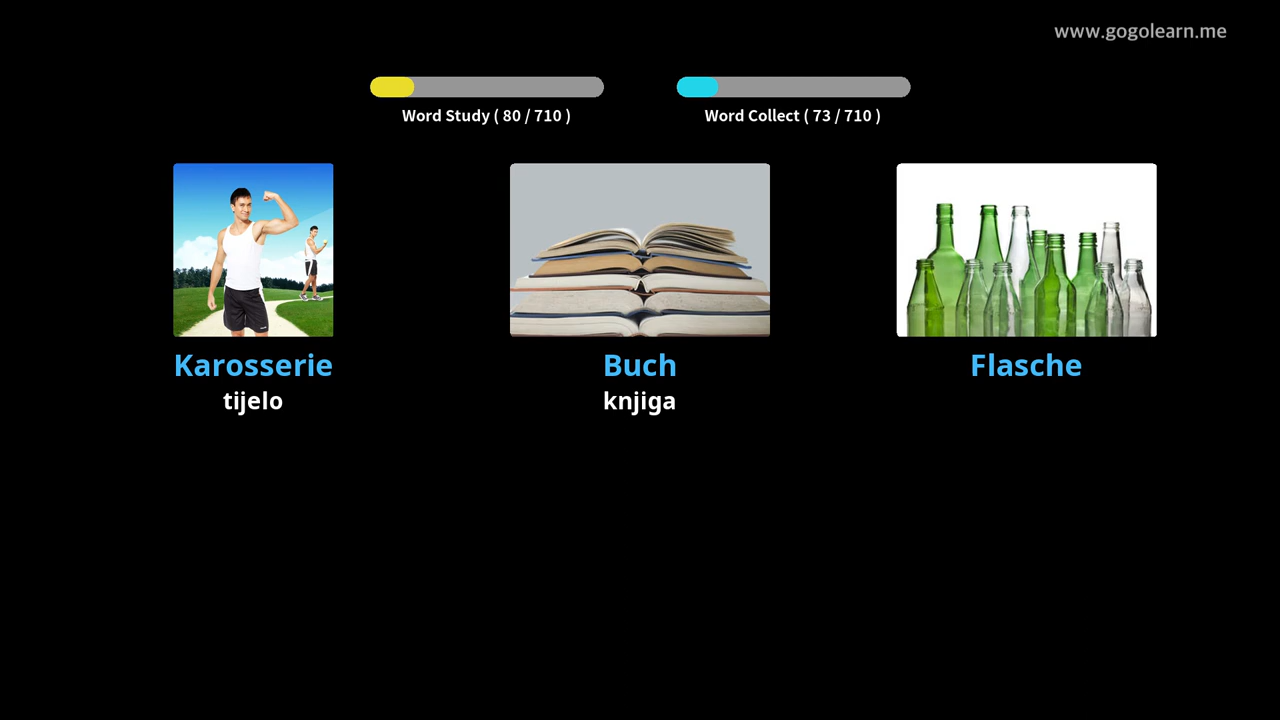 www.gogolearn.me
Word Study ( 80 / 710 )
Word Collect ( 73 / 710 )
Karosserie
tijelo
Buch
knjiga
Flasche